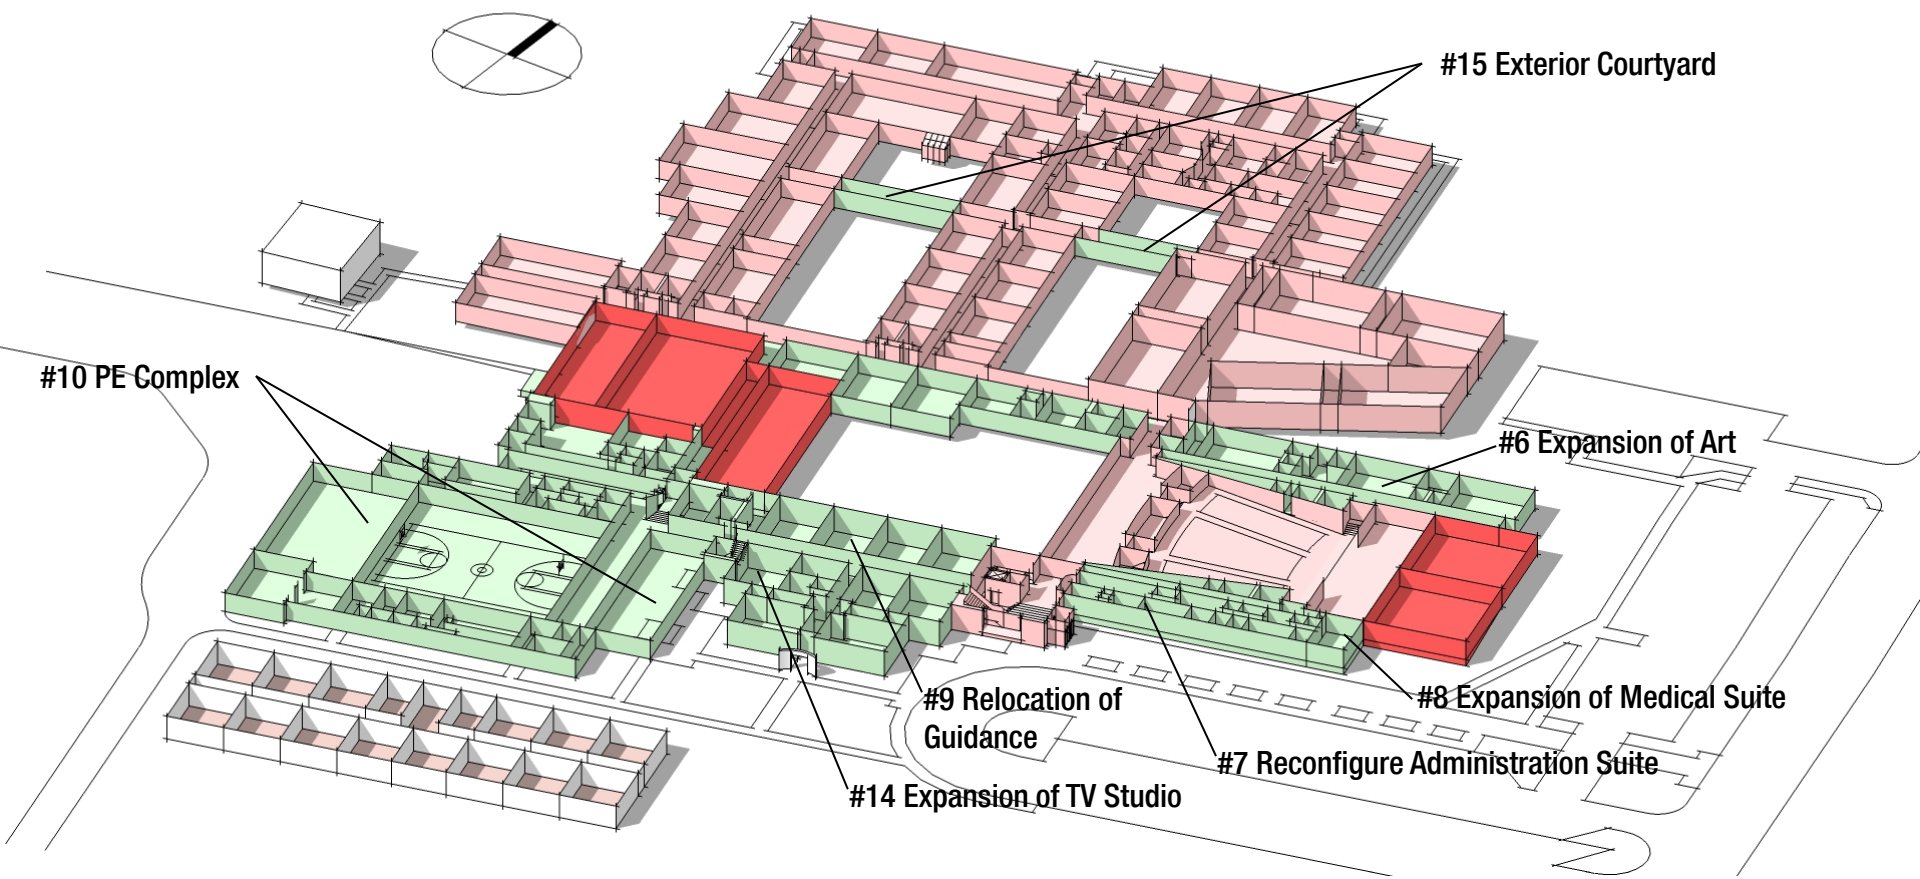 #15 Exterior Courtyard
#10 PE Complex
#6 Expansion of Art
#9 Relocation of
Guidance
#8 Expansion of Medical Suite
#7 Reconfigure Administration Suite
#14 Expansion of TV Studio